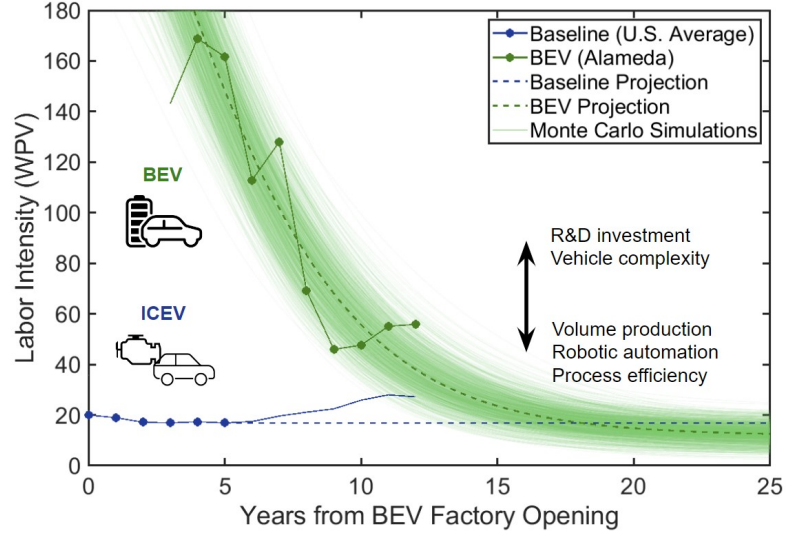 180
160
140
120
100
80
60
40
20
0
Labor Intensity (WPV)
Baseline (U.S. Average)
BEV (Alameda)
Baseline Projection
BEV Projection
Monte Carlo Simulations
BEV
ICEV
R&D investment
Vehicle complexity
Volume production
Robotic automation
Process efficiency
0 5 10 15 20 25
Years from BEV Factory Opening